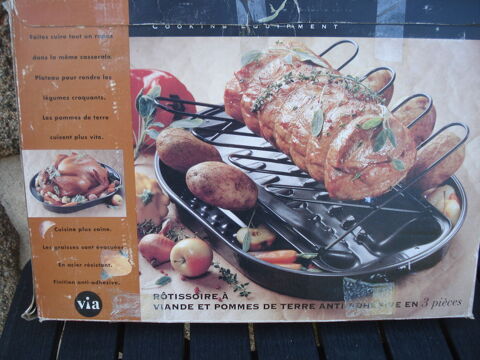 COOKING EQUIPMENT
Faites cuire tout un repas
dans la même casserole.
Plateau pour rendre les
légumes croquants.
Les pommes de terre
cuisent plus vite.
Cuisine plus saine.
Les graisses sont évacuées
En acier résistant.
Finition anti-adhésive.
via
RÔTISSOIRE À
VIANDE ET POMMES DE TERRE ANTI-ADHÉSIVE EN 3 pièces